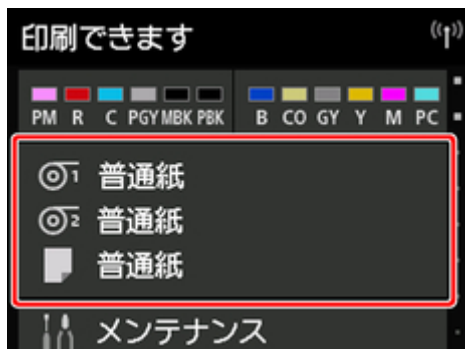 印刷できます
PM R C PGY MBK PBK B CO GY Y M PC
1 普通紙
2 普通紙
普通紙
メンテナンス